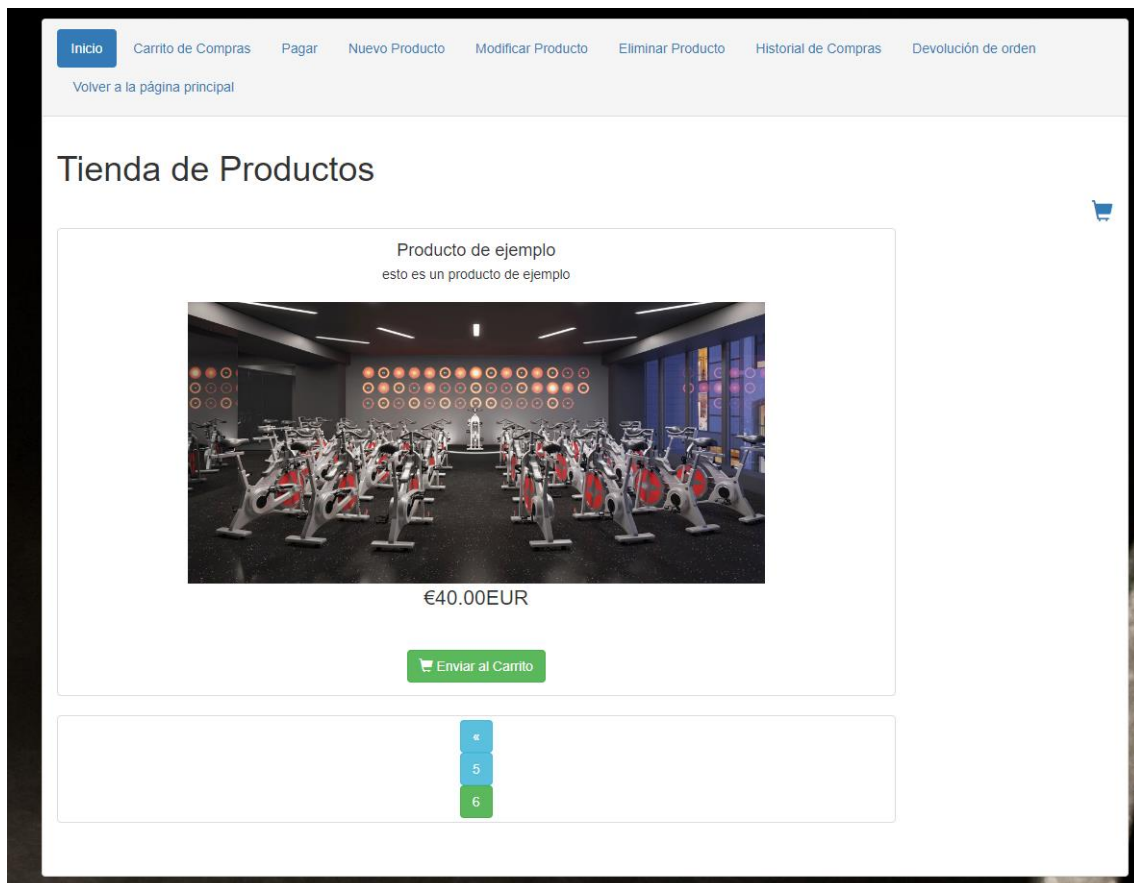 Inicio Carrito de Compras Pagar Nuevo Producto Modificar Producto Eliminar Producto Historial de Compras Devolución de orden
Volver a la página principal
Tienda de Productos
Producto de ejemplo
esto es un producto de ejemplo
€40.00EUR
Enviar al Carrito
«
5
6